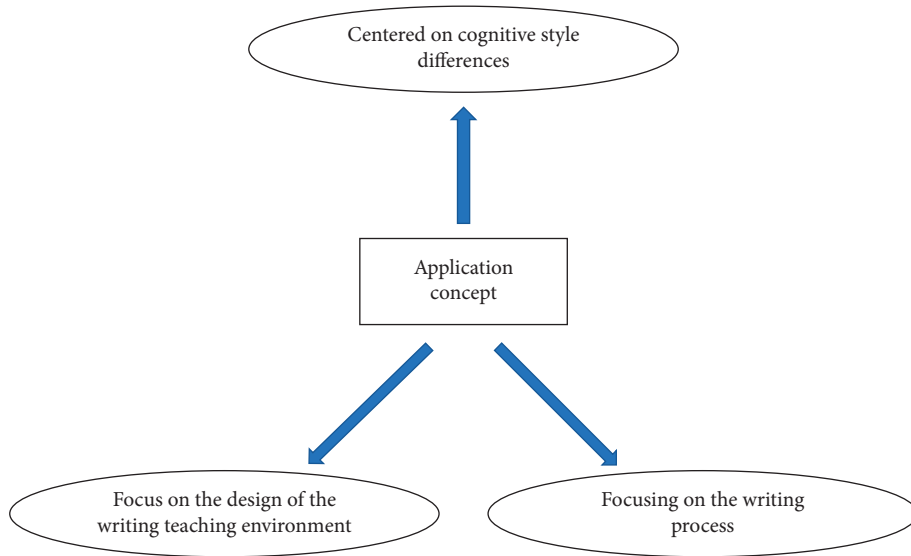 Centered on cognitive style
differences
Application
concept
Focus on the design of the
writing teaching environment
Focusing on the writing
process